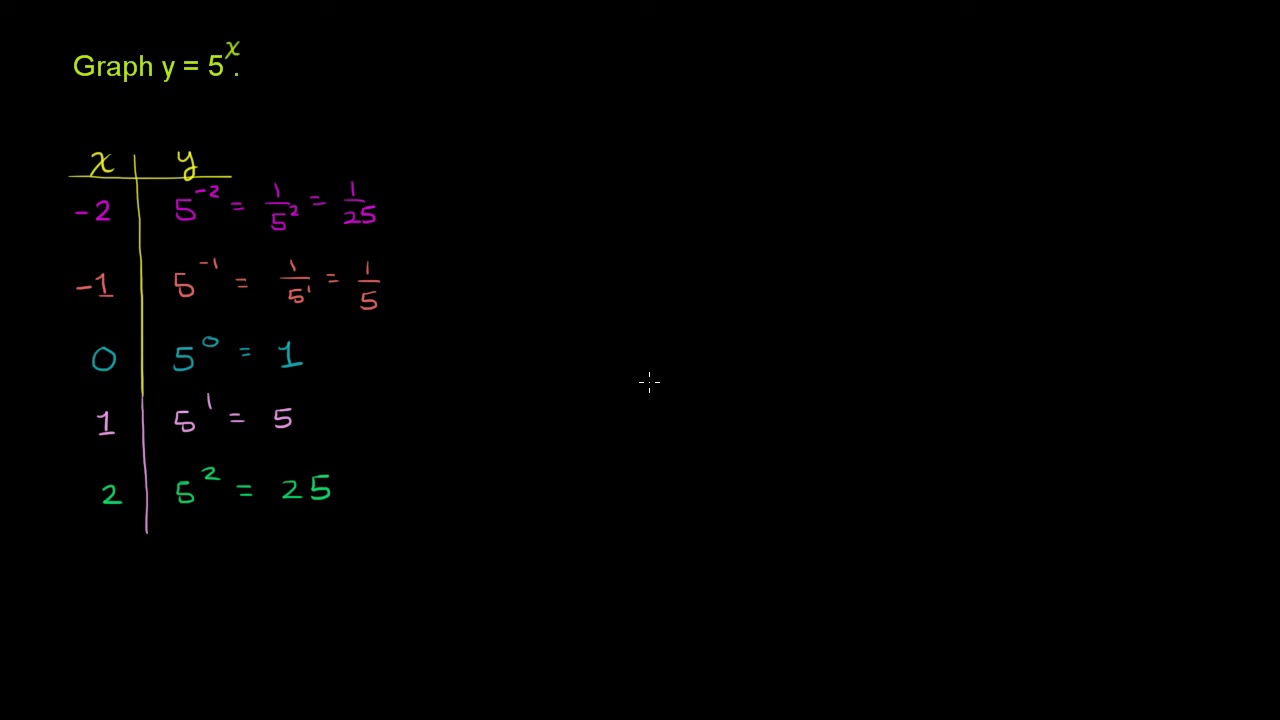 Graph y = 5^x.
x y
-2 5^-2 = 1/5^2 = 1/25
-1 5^-1 = 1/5^1 = 1/5
0 5^0 = 1
1 5^1 = 5
2 5^2 = 25